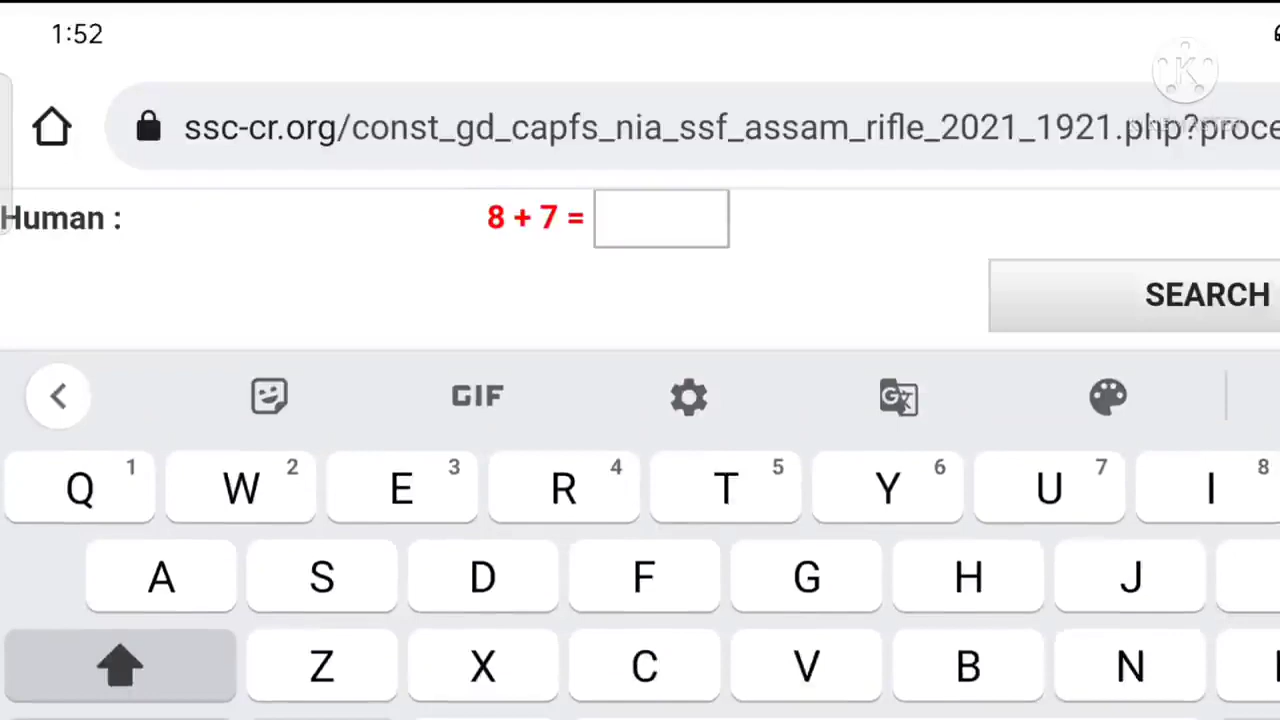 1:52
ssc-cr.org/const_gd_capfs_nia_ssf_assam_rifle_2021_1921.php?proce
Human :
8 + 7 =
SEARCH
GIF
Q 1 W 2 E 3 R 4 T 5 Y 6 U 7 I 8
A S D F G H J
Z X C V B N